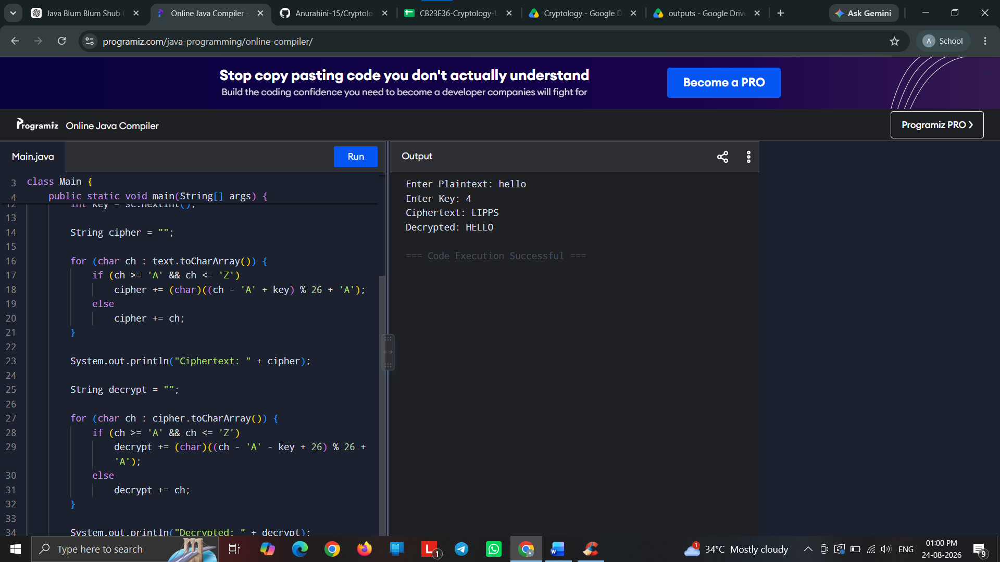 Java Blum Blum Shub
Online Java Compiler -
Anurahini-15/Cryptolo
CB23E36-Cryptology-L
Cryptology - Google D
outputs - Google Drive
Ask Gemini
programiz.com/java-programming/online-compiler/
A School
Stop copy pasting code you don't actually understand
Build the coding confidence you need to become a developer companies will fight for
Become a PRO
Programiz Online Java Compiler
Programiz PRO
Main.java
Run
Output
3 class Main {
4 public static void main(String[] args) {
12 int key = sc.nextInt();
13
14 String cipher = "";
15
16 for (char ch : text.toCharArray()) {
17 if (ch >= 'A' && ch <= 'Z')
18 cipher += (char)((ch - 'A' + key) % 26 + 'A');
19 else
20 cipher += ch;
21 }
22
23 System.out.println("Ciphertext: " + cipher);
24
25 String decrypt = "";
26
27 for (char ch : cipher.toCharArray()) {
28 if (ch >= 'A' && ch <= 'Z')
29 decrypt += (char)((ch - 'A' - key + 26) % 26 +
'A');
30 else
31 decrypt += ch;
32 }
33
34 System.out.println("Decrypted: " + decrypt);
Enter Plaintext: hello
Enter Key: 4
Ciphertext: LIPPS
Decrypted: HELLO
=== Code Execution Successful ===
Type here to search
L 1
A
W
1
34°C Mostly cloudy
ENG
01:00 PM
24-08-2026
9